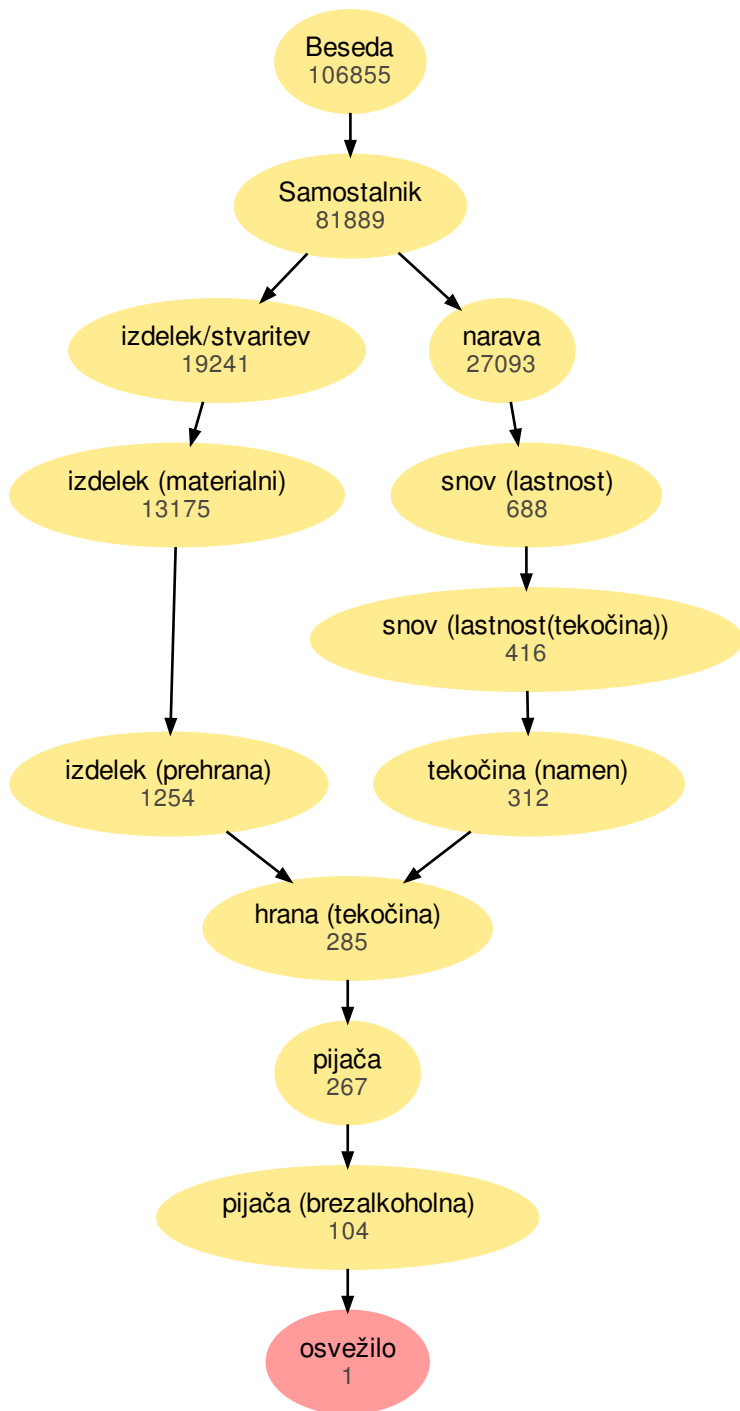 Beseda
106855
Samostalnik
81889
izdelek/stvaritev
19241
narava
27093
izdelek (materialni)
13175
snov (lastnost)
688
snov (lastnost(tekočina))
416
izdelek (prehrana)
1254
tekočina (namen)
312
hrana (tekočina)
285
pijača
267
pijača (brezalkoholna)
104
osvežilo
1